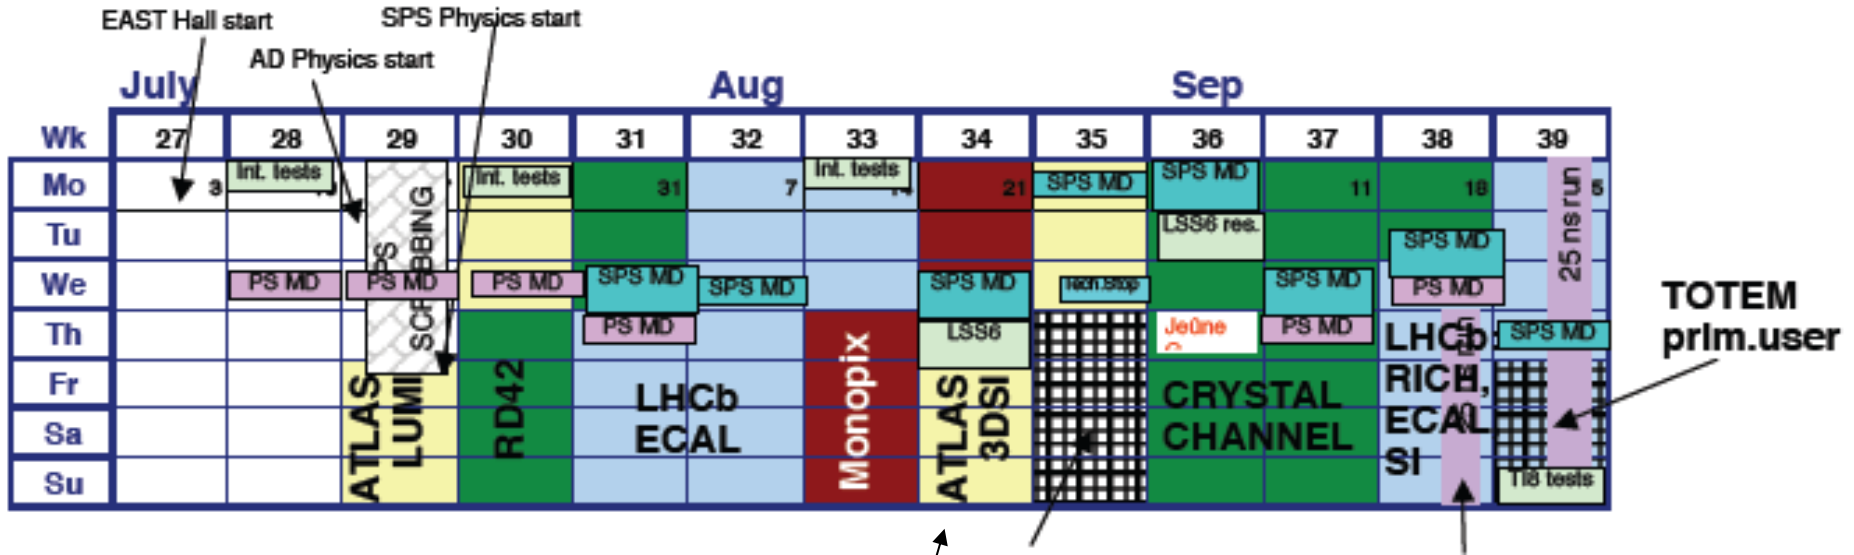 EAST Hall start
SPS Physics start
AD Physics start
July Aug Sep
Wk 27 28 29 30 31 32 33 34 35 36 37 38 39
Mo 3 Int. tests Int. tests 31 7 Int. tests 21 SPS MD SPS MD 11 18
Tu LSS6 res. SPS MD
We PS MD PS MD PS MD SPS MD SPS MD SPS MD Tech.Stop SPS MD PS MD
Th PS MD LSS6 Jeûne PS MD SPS MD
Fr
Sa
Su TI8 tests
ATLAS
LUMI
RD42
LHCb
ECAL
Monopix
ATLAS
3DSI
CRYSTAL
CHANNEL
LHCb
RICH,
ECAL
SI
25 ns run
TOTEM
prim.user